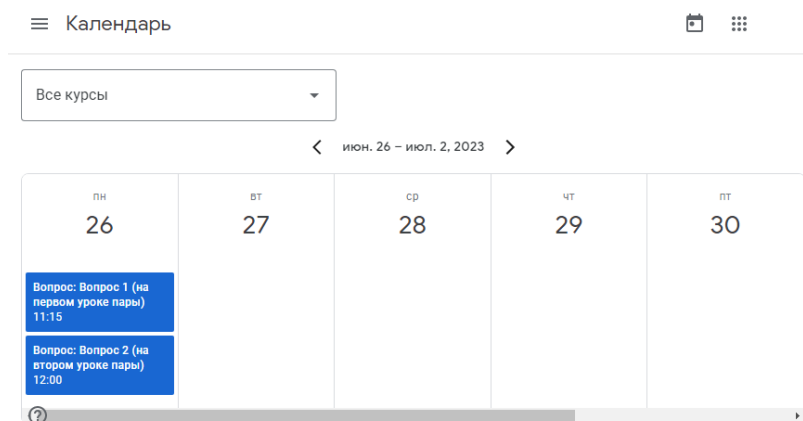 Календарь
Все курсы
июн. 26 – июл. 2, 2023
пн
вт
ср
чт
пт
26
27
28
29
30
Вопрос: Вопрос 1 (на
первом уроке пары)
11:15
Вопрос: Вопрос 2 (на
втором уроке пары)
12:00